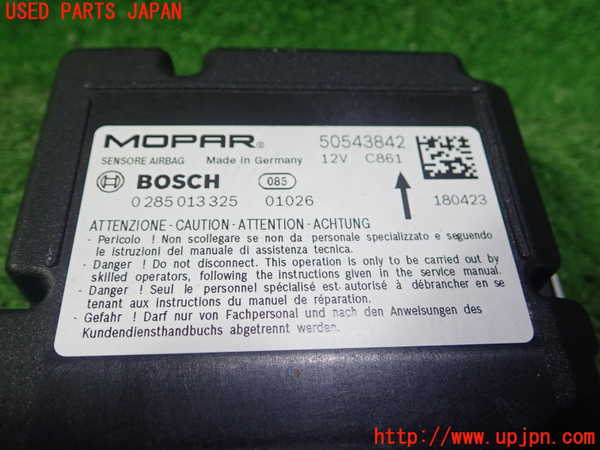 USED PARTS JAPAN
MOPAR® 50543842
SENSORE AIRBAG Made in Germany 12V C861
BOSCH 085
0 285 013 325 01026 180423
ATTENZIONE - CAUTION - ATTENTION - ACHTUNG
- Pericolo ! Non scollegare se non da personale specializzato e seguendo
le istruzioni del manuale di assistenza tecnica.
- Danger ! Do not disconnect. This operation is only to be carried out by
skilled operators, following the instructions given in the service manual.
- Danger ! Seul le personnel spécialisé est autorisé à débrancher en se
tenant aux instructions du manuel de réparation.
- Gefahr ! Darf nur von Fachpersonal und nach den Anweisungen des
Kundendiensthandbuchs abgetrennt werden.
http://www.upjpn.com/